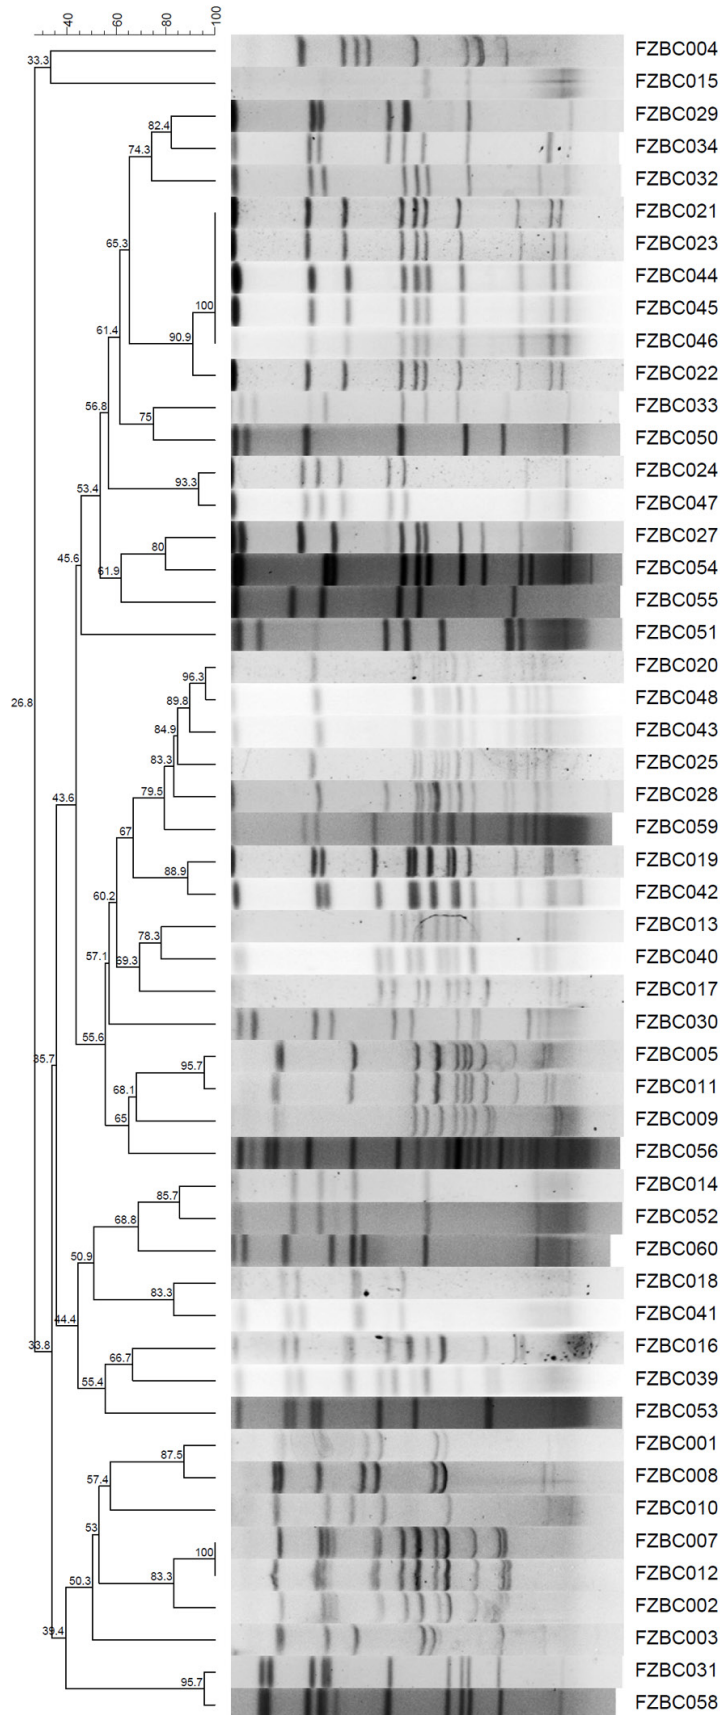 40 60 80 100
33.3 FZBC004
FZBC015
82.4 FZBC029
74.3 FZBC034
FZBC032
65.3 FZBC021
FZBC023
FZBC044
100 FZBC045
61.4 90.9 FZBC046
FZBC022
56.8 75 FZBC033
FZBC050
53.4 93.3 FZBC024
FZBC047
45.6 80 FZBC027
61.9 FZBC054
FZBC055
FZBC051
96.3 FZBC020
26.8 89.8 FZBC048
84.9 FZBC043
83.3 FZBC025
43.6 79.5 FZBC028
67 FZBC059
88.9 FZBC019
60.2 FZBC042
78.3 FZBC013
57.1 69.3 FZBC040
FZBC017
55.6 FZBC030
35.7 95.7 FZBC005
68.1 FZBC011
65 FZBC009
FZBC056
85.7 FZBC014
68.8 FZBC052
50.9 FZBC060
83.3 FZBC018
44.4 FZBC041
33.8 66.7 FZBC016
55.4 FZBC039
FZBC053
87.5 FZBC001
57.4 FZBC008
FZBC010
53 100 FZBC007
50.3 83.3 FZBC012
FZBC002
39.4 FZBC003
95.7 FZBC031
FZBC058